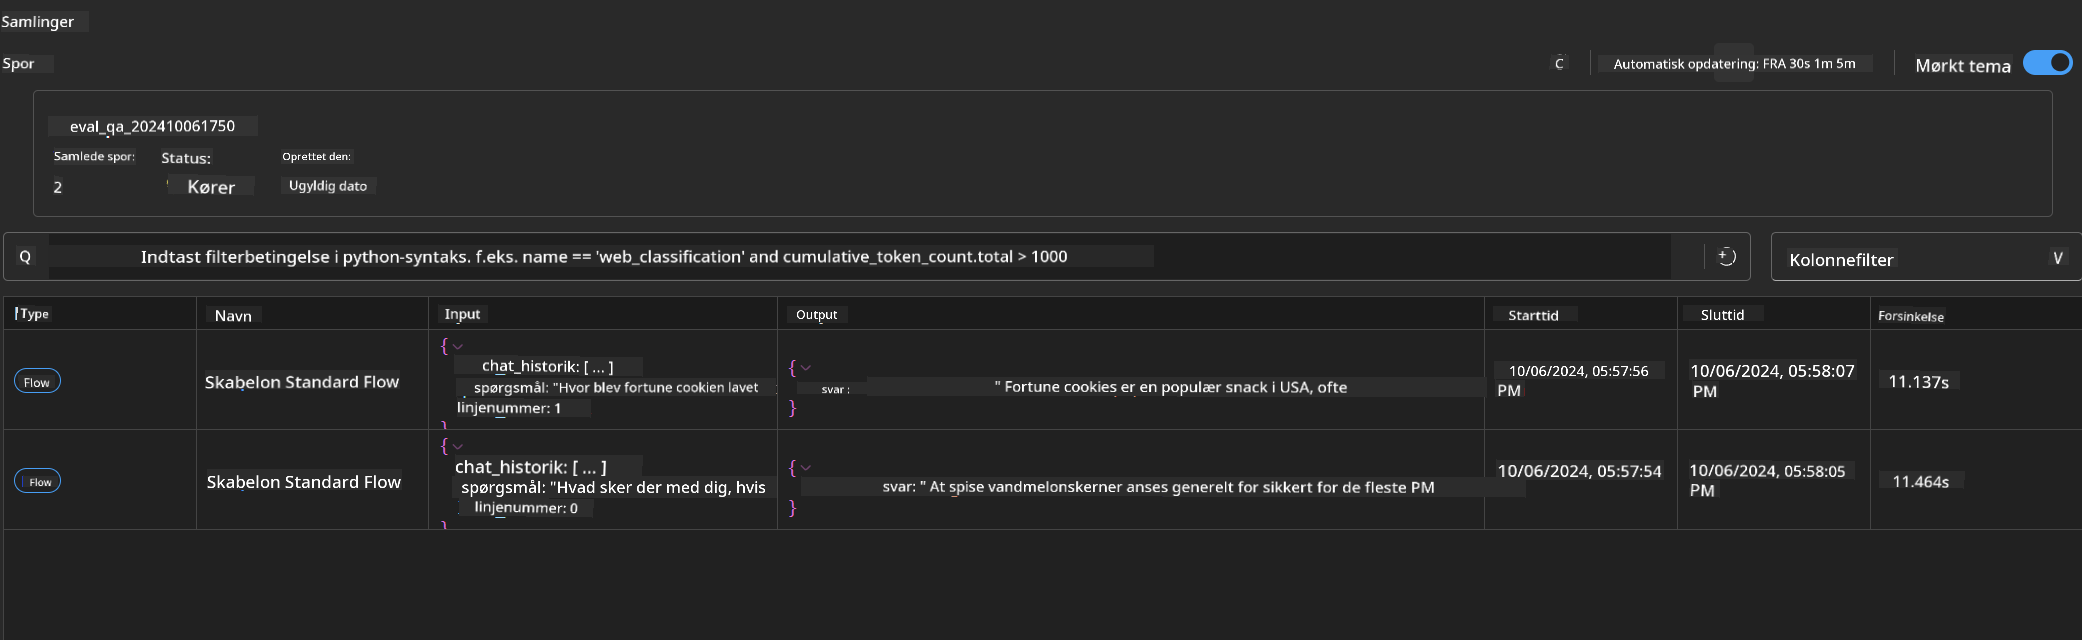 Samlinger
Spor
C
Automatisk opdatering: FRA 30s 1m 5m
Mørkt tema
eval_qa_202410061750
Samlede spor:
Status:
Oprettet den:
2
Kører
Ugyldig dato
Q
Indtast filterbetingelse i python-syntaks. f.eks. name == 'web_classification' and cumulative_token_count.total > 1000
Kolonnefilter
V
Type
Navn
Input
Output
Starttid
Sluttid
Forsinkelse
Flow
Skabelon Standard Flow
{
chat_historik: [ ... ]
spørgsmål: "Hvor blev fortune cookien lavet
linjenummer: 1
}
{
svar :
" Fortune cookies er en populær snack i USA, ofte
}
10/06/2024, 05:57:56
PM
10/06/2024, 05:58:07
PM
11.137s
Flow
Skabelon Standard Flow
{
chat_historik: [ ... ]
spørgsmål: "Hvad sker der med dig, hvis
linjenummer: 0
}
{
svar: " At spise vandmelonskerner anses generelt for sikkert for de fleste PM
}
10/06/2024, 05:57:54
10/06/2024, 05:58:05
PM
11.464s